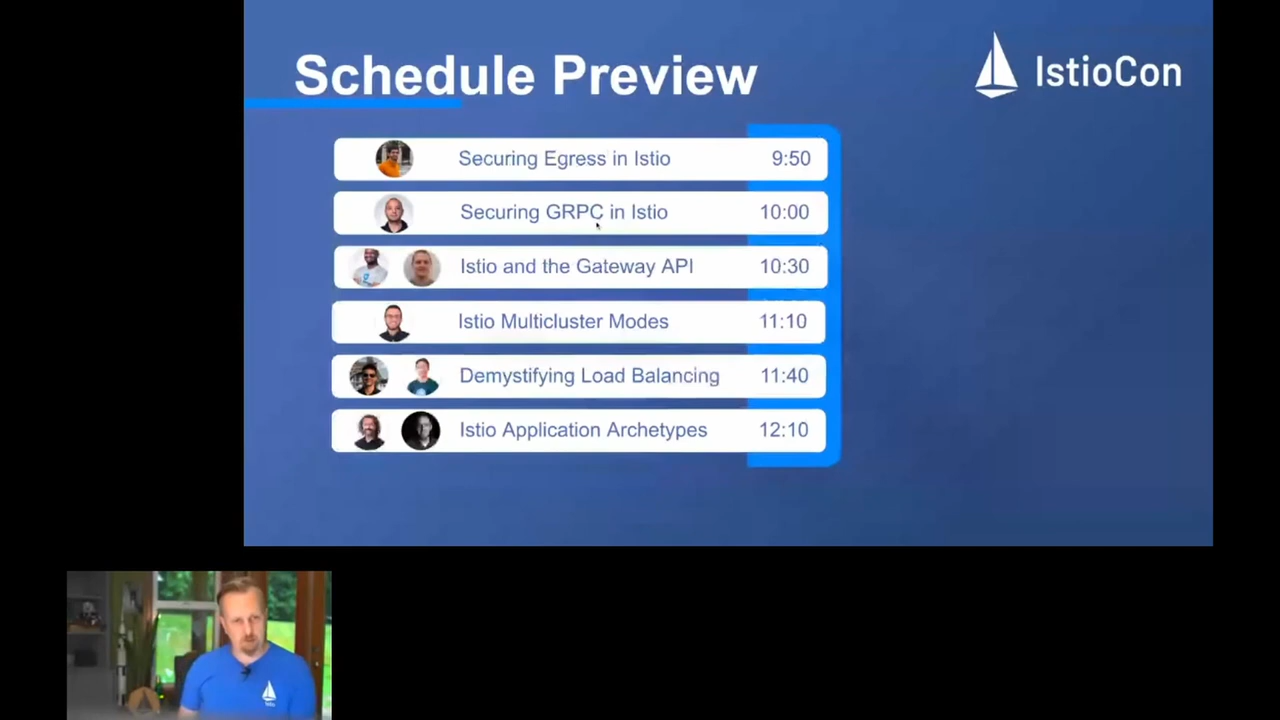 Schedule Preview
IstioCon
Securing Egress in Istio 9:50
Securing GRPC in Istio 10:00
Istio and the Gateway API 10:30
Istio Multicluster Modes 11:10
Demystifying Load Balancing 11:40
Istio Application Archetypes 12:10
Istio